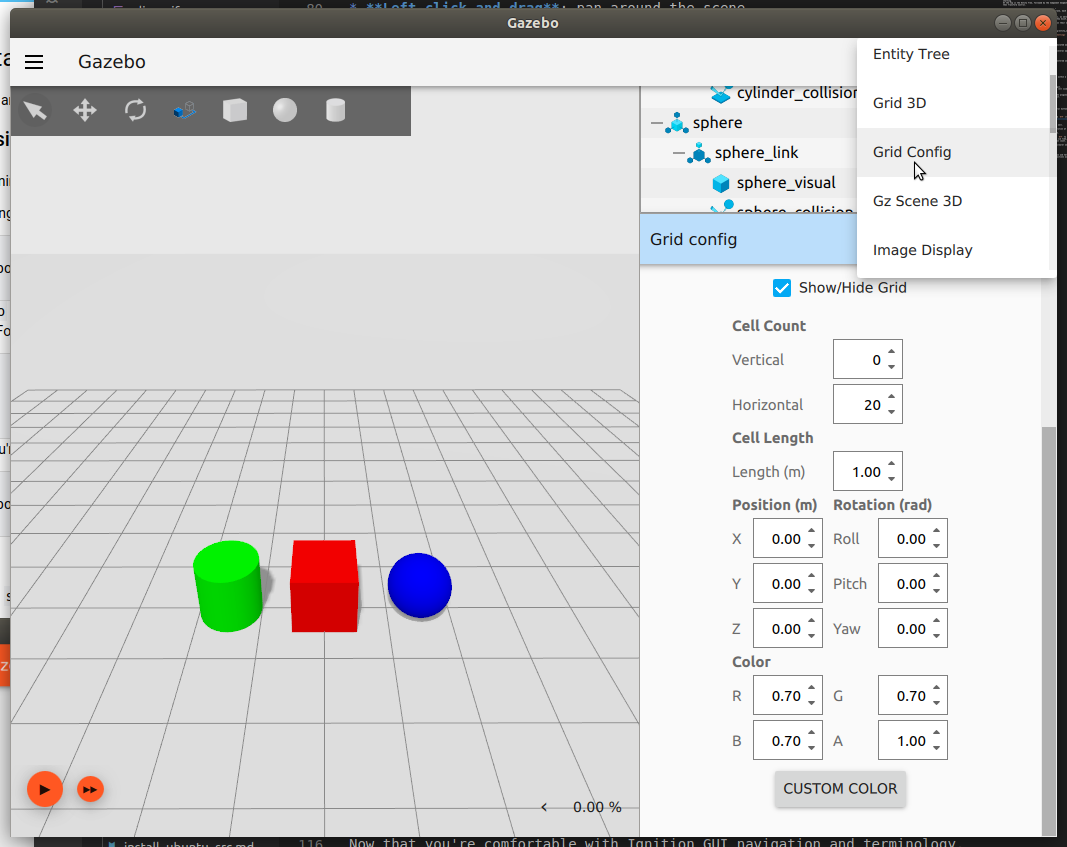 80 * **Left click and drag**: pan around the scene
Gazebo
Gazebo
Entity Tree
Grid 3D
Grid Config
Gz Scene 3D
Image Display
cylinder_collision
sphere
sphere_link
sphere_visual
sphere_collision
Grid config
Show/Hide Grid
Cell Count
Vertical 0
Horizontal 20
Cell Length
Length (m) 1.00
Position (m) Rotation (rad)
X 0.00 Roll 0.00
Y 0.00 Pitch 0.00
Z 0.00 Yaw 0.00
Color
R 0.70 G 0.70
B 0.70 A 1.00
CUSTOM COLOR
0.00 %
install_ubuntu_src.md 116 Now that you're comfortable with Ignition GUI navigation and terminology